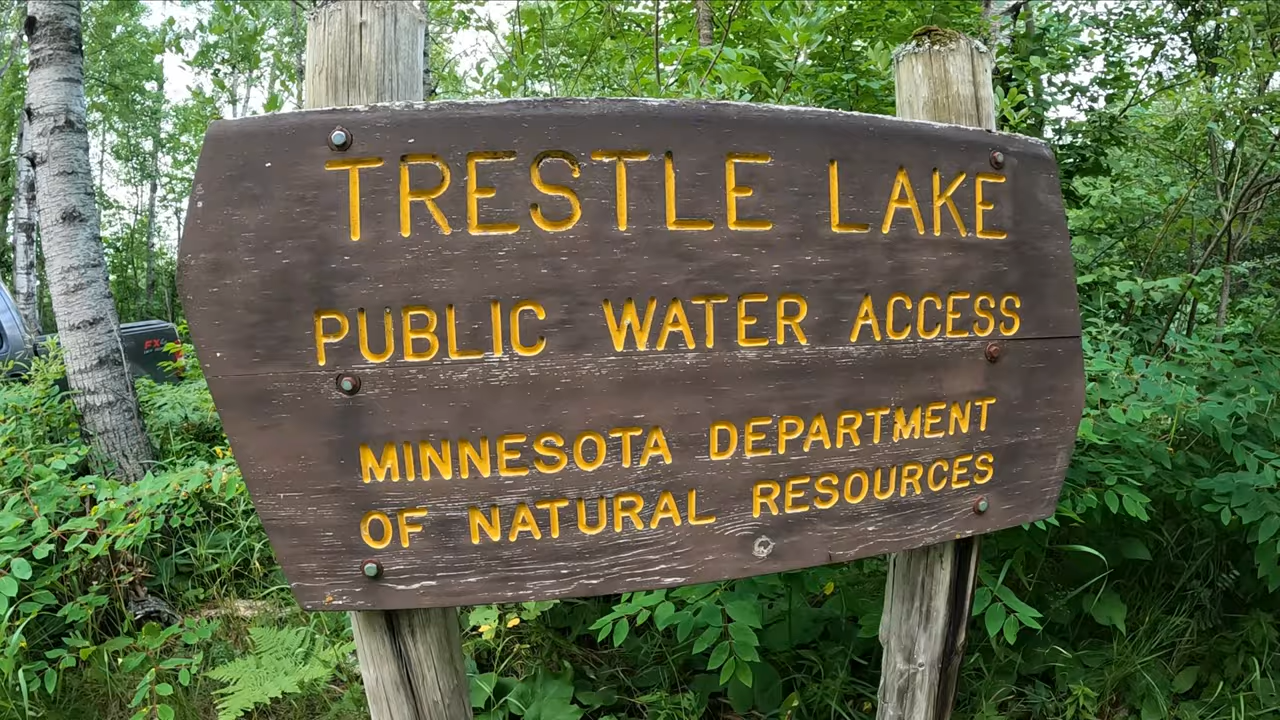 TRESTLE LAKE
PUBLIC WATER ACCESS
MINNESOTA DEPARTMENT
OF NATURAL RESOURCES